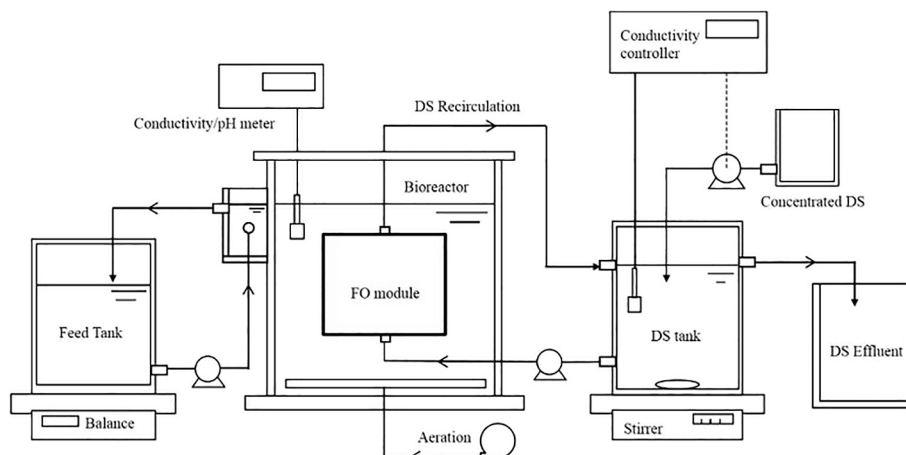 Conductivity
controller
DS Recirculation
Conductivity/pH meter
Bioreactor
Concentrated DS
FO module
Feed Tank
DS tank
DS Effluent
Balance
Aeration
Stirrer